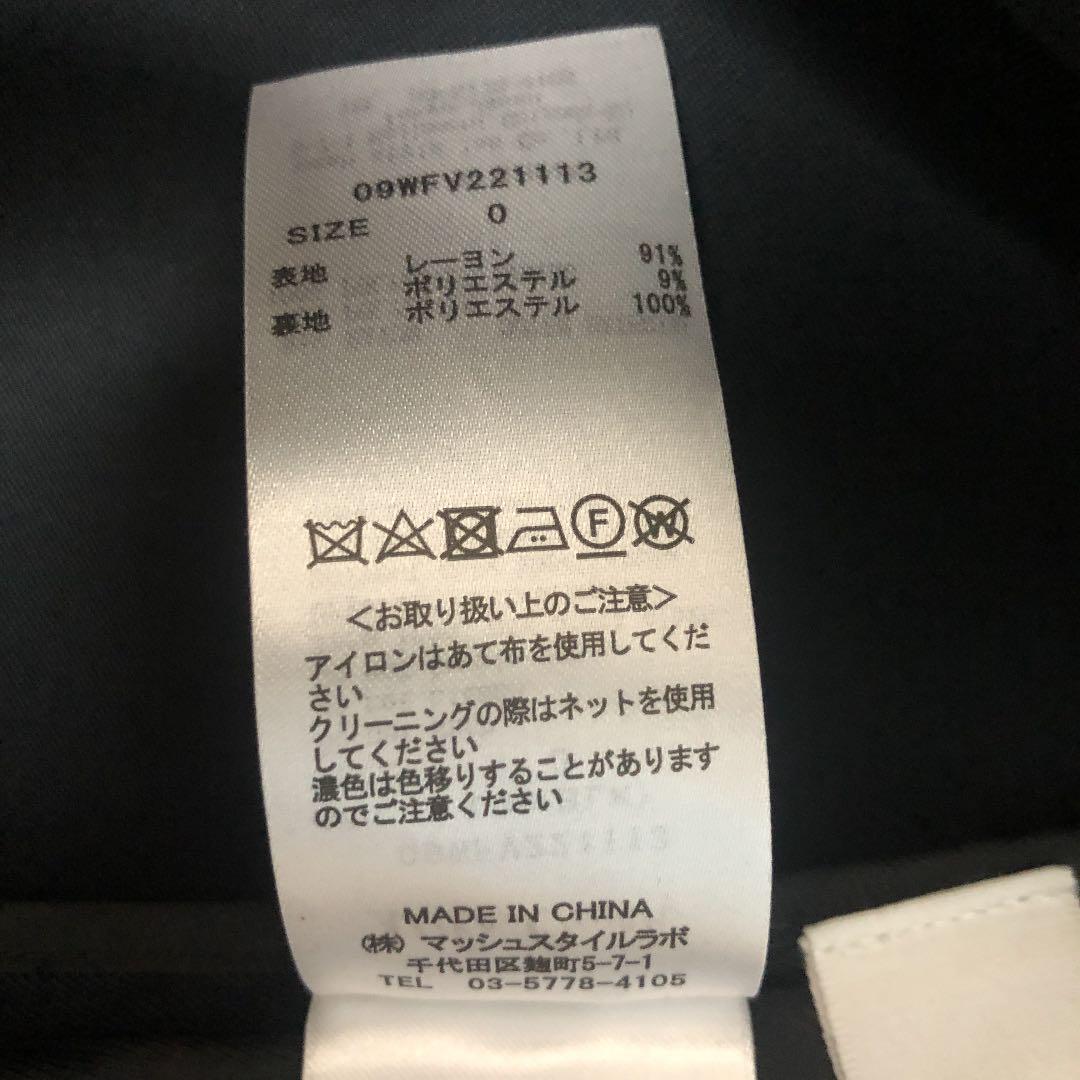 09WFV221113
SIZE 0
表地 レーヨン 91%
ポリエステル 9%
裏地 ポリエステル 100%
F W
<お取り扱い上のご注意>
アイロンはあて布を使用してくだ
さい
クリーニングの際はネットを使用
してください
濃色は色移りすることがあります
のでご注意ください
MADE IN CHINA
(株) マッシュスタイルラボ
千代田区麹町5-7-1
TEL 03-5778-4105